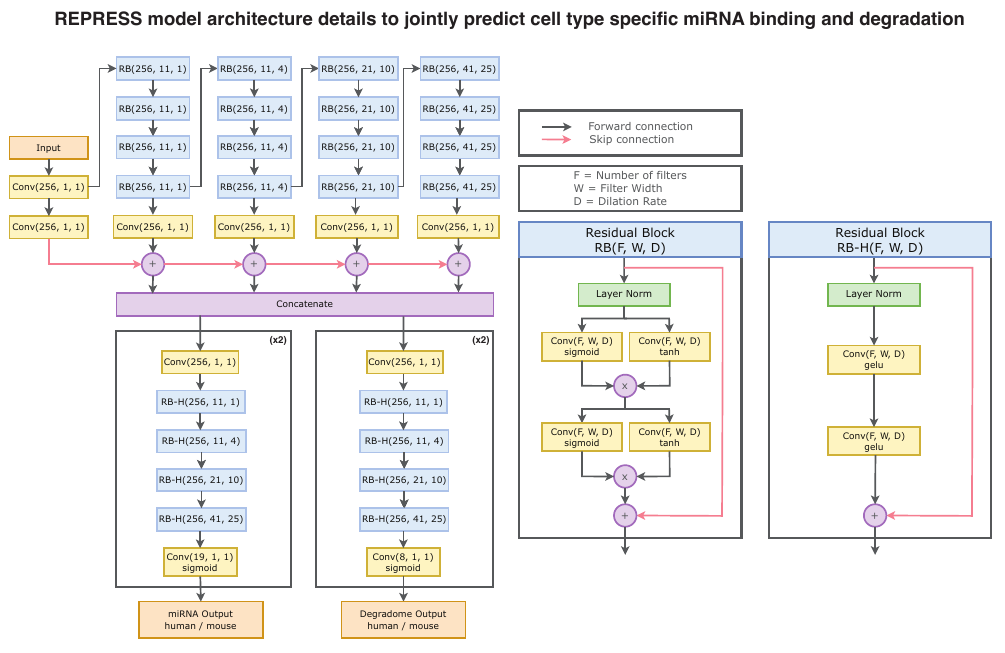 REPRESS model architecture details to jointly predict cell type specific miRNA binding and degradation
Input
Conv(256, 1, 1)
Conv(256, 1, 1)
RB(256, 11, 1)
RB(256, 11, 1)
RB(256, 11, 1)
RB(256, 11, 1)
Conv(256, 1, 1)
RB(256, 11, 4)
RB(256, 11, 4)
RB(256, 11, 4)
RB(256, 11, 4)
Conv(256, 1, 1)
RB(256, 21, 10)
RB(256, 21, 10)
RB(256, 21, 10)
RB(256, 21, 10)
Conv(256, 1, 1)
RB(256, 41, 25)
RB(256, 41, 25)
RB(256, 41, 25)
RB(256, 41, 25)
Conv(256, 1, 1)
+
+
+
+
Concatenate
(x2)
Conv(256, 1, 1)
RB-H(256, 11, 1)
RB-H(256, 11, 4)
RB-H(256, 21, 10)
RB-H(256, 41, 25)
Conv(19, 1, 1)
sigmoid
miRNA Output
human / mouse
(x2)
Conv(256, 1, 1)
RB-H(256, 11, 1)
RB-H(256, 11, 4)
RB-H(256, 21, 10)
RB-H(256, 41, 25)
Conv(8, 1, 1)
sigmoid
Degradome Output
human / mouse
Forward connection
Skip connection
F = Number of filters
W = Filter Width
D = Dilation Rate
Residual Block
RB(F, W, D)
Layer Norm
Conv(F, W, D)
sigmoid
Conv(F, W, D)
tanh
x
Conv(F, W, D)
sigmoid
Conv(F, W, D)
tanh
x
+
Residual Block
RB-H(F, W, D)
Layer Norm
Conv(F, W, D)
gelu
Conv(F, W, D)
gelu
+